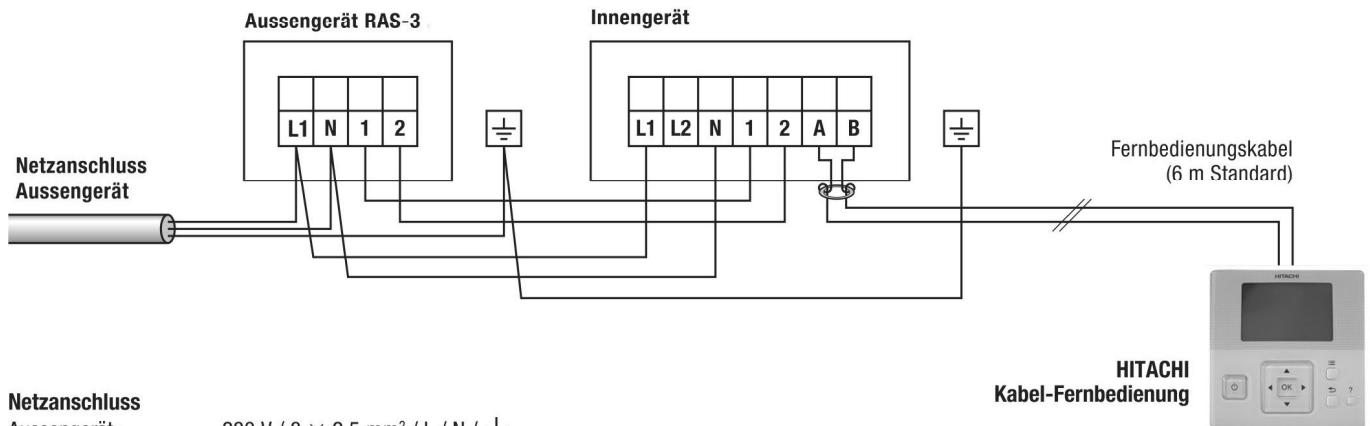 Aussengerät RAS-3
Innengerät
L1 N 1 2
L1 L2 N 1 2 A B
Netzanschluss
Aussengerät
Fernbedienungskabel
(6 m Standard)
HITACHI
OK
?
HITACHI
Kabel-Fernbedienung
Netzanschluss